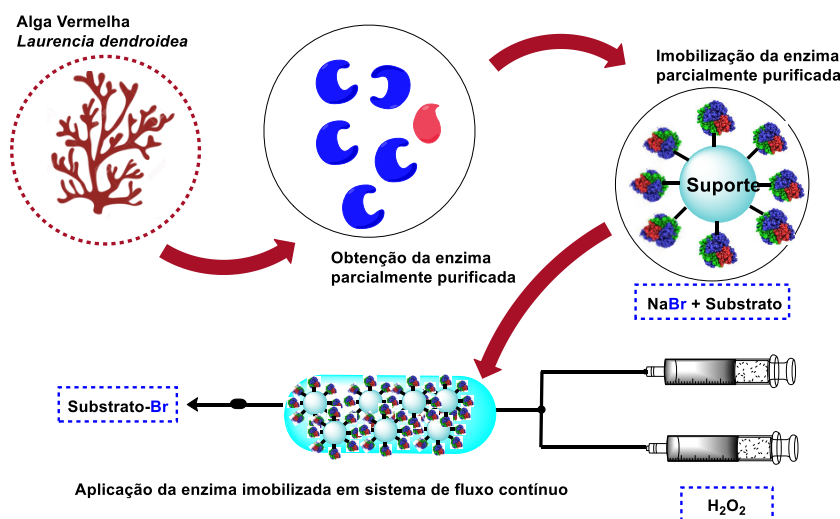 Alga Vermelha
Laurencia dendroidea
Obtenção da enzima
parcialmente purificada
Imobilização da enzima
parcialmente purificada
Suporte
NaBr + Substrato
Substrato-Br
Aplicação da enzima imobilizada em sistema de fluxo contínuo
H₂O₂